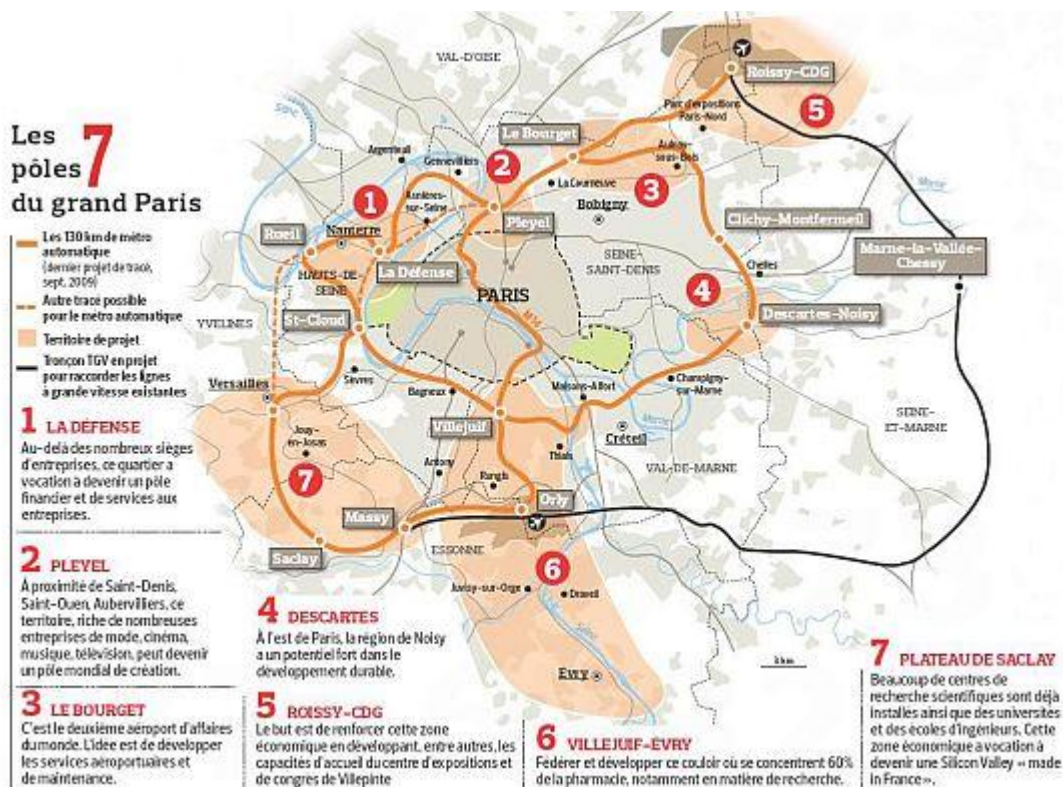 Les 7
pôles
du grand Paris
Les 130 km de métro
automatique
(dernier projet de tracé,
sept. 2009)
Autre tracé possible
pour le métro automatique
Territoire de projet
Tronçon TGV en projet
pour raccorder les lignes
à grande vitesse existantes
1 LA DÉFENSE
Au-delà des nombreux sièges
d'entreprises, ce quartier a
vocation à devenir un pôle
financier et de services aux
entreprises.
2 PLEYEL
À proximité de Saint-Denis,
Saint-Ouen, Aubervilliers, ce
territoire, riche de nombreuses
entreprises de mode, cinéma,
musique, télévision, peut devenir
un pôle mondial de création.
3 LE BOURGET
C'est le deuxième aéroport d'affaires
du monde. L'idée est de développer
les services aéroportuaires et
de maintenance.
4 DESCARTES
À l'est de Paris, la région de Noisy
a un potentiel fort dans le
développement durable.
5 ROISSY-CDG
Le but est de renforcer cette zone
économique en développant, entre autres, les
capacités d'accueil du centre d'expositions et
de congrès de Villepinte
6 VILLEJUIF-ÉVRY
Fédérer et développer ce couloir où se concentrent 60%
de la pharmacie, notamment en matière de recherche.
7 PLATEAU DE SACLAY
Beaucoup de centres de
recherche scientifiques sont déjà
installés ainsi que des universités
et des écoles d'ingénieurs. Cette
zone économique a vocation à
devenir une Silicon Valley « made
in France ».
VAL-D'OISE
Roissy-CDG
5
Parc d'expositions
Paris-Nord
Le Bourget
Argenteuil
Gennevilliers
2
Aulnay-
sous-Bois
La Courneuve
3
Seine
Marne
Asnières-
sur-Seine
1
Bobigny
Pleyel
Clichy-Montfermeil
Rueil
Nanterre
La Défense
SEINE-
SAINT-DENIS
Marne-la-Vallée-
Chessy
Chelles
HAUTS-DE-
SEINE
PARIS
4
St-Cloud
M14
Descartes-Noisy
YVELINES
Sèvres
Versailles
Bagneux
Maisons-Alfort
Champigny-
sur-Marne
Marne
SEINE-
ET-MARNE
Villejuif
Créteil
Jouy-
en-Josas
Antony
Thiais
VAL-DE-MARNE
7
Rungis
Orly
Massy
Saclay
ESSONNE
6
Juvisy-sur-Orge
Draveil
Évry